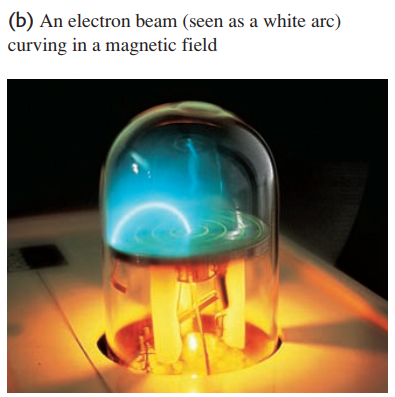 (b) An electron beam (seen as a white arc)
curving in a magnetic field